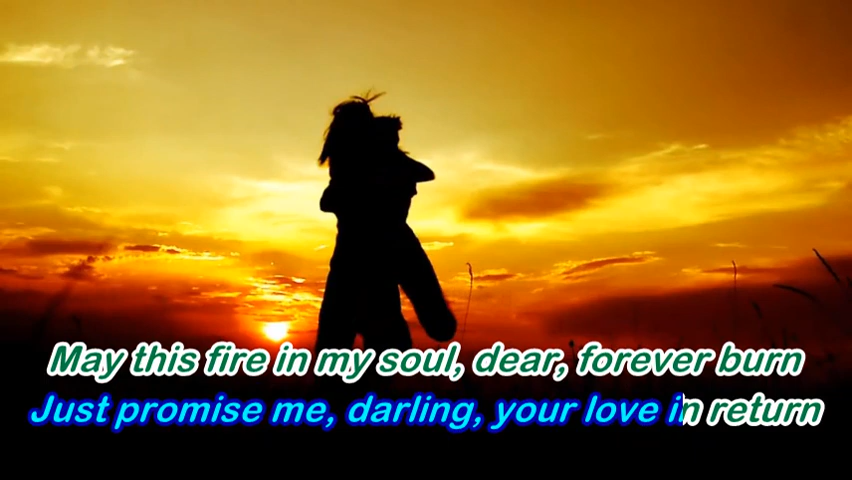 May this fire in my soul, dear, forever burn
Just promise me, darling, your love in return